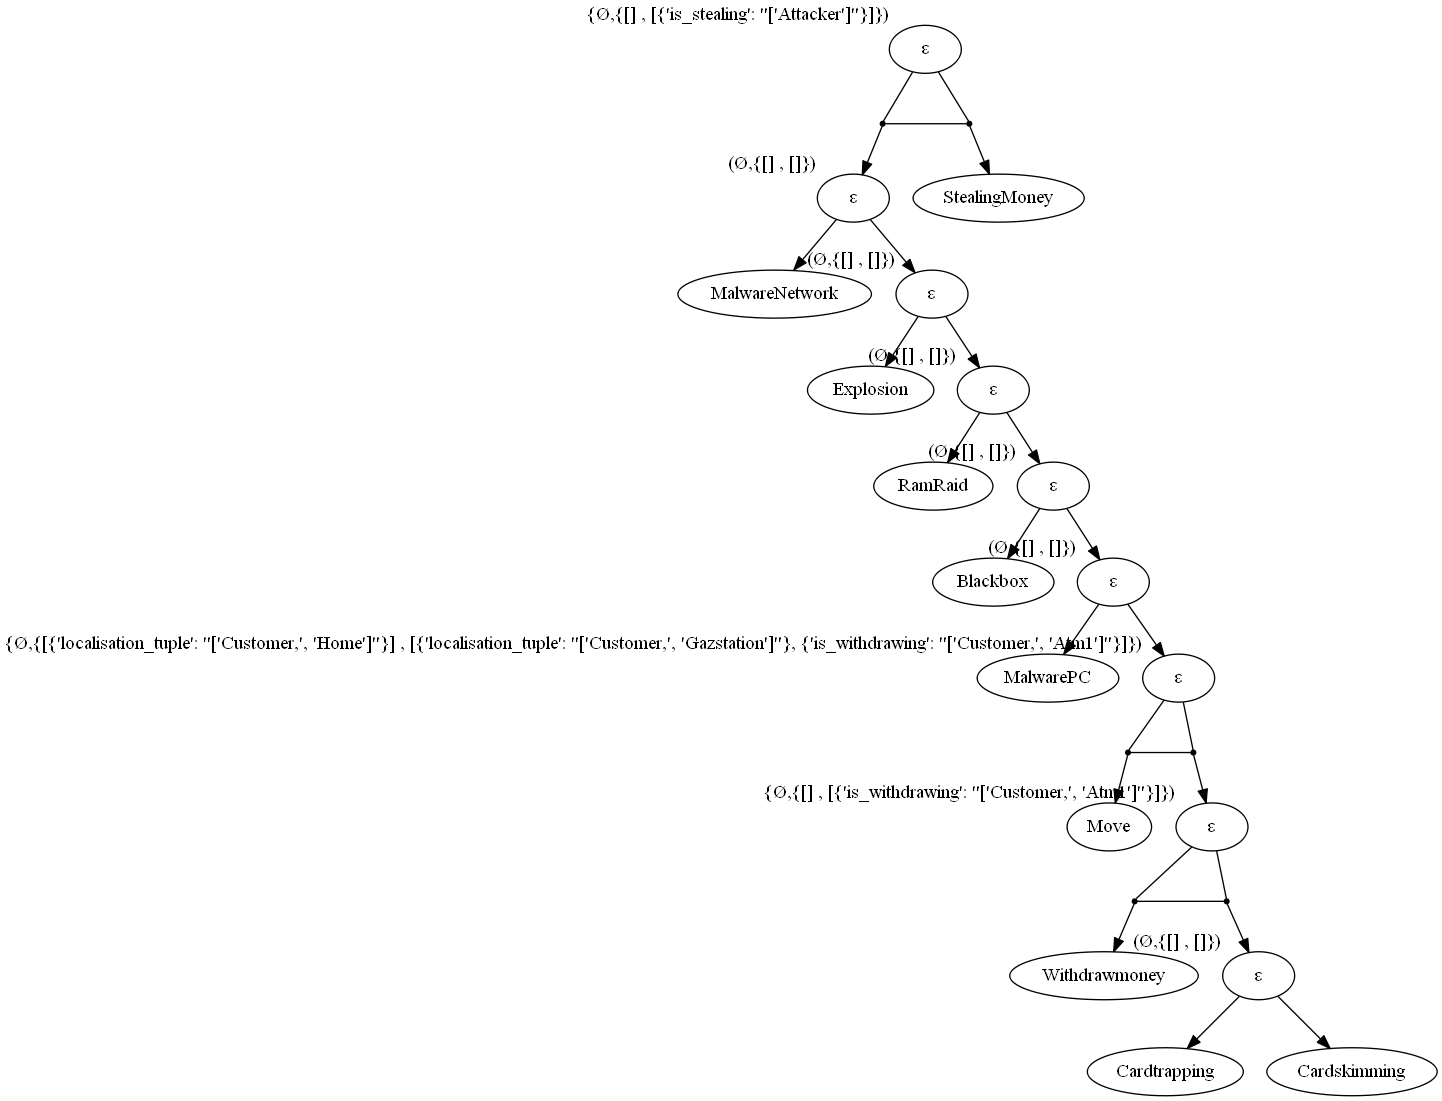 {Ø,{[] , [{'is_stealing': "['Attacker']"}]})
ε
(Ø,{[] , []})
ε
StealingMoney
(Ø,{[] , []})
MalwareNetwork
ε
(Ø,{[] , []})
Explosion
ε
(Ø,{[] , []})
RamRaid
ε
(Ø,{[] , []})
Blackbox
ε
{Ø,{[{'localisation_tuple': "['Customer,', 'Home']"}] , [{'localisation_tuple': "['Customer,', 'Gazstation']"}, {'is_withdrawing': "['Customer,', 'Atm1']"}]})
MalwarePC
ε
{Ø,{[] , [{'is_withdrawing': "['Customer,', 'Atm1']"}]})
Move
ε
(Ø,{[] , []})
Withdrawmoney
ε
Cardtrapping
Cardskimming